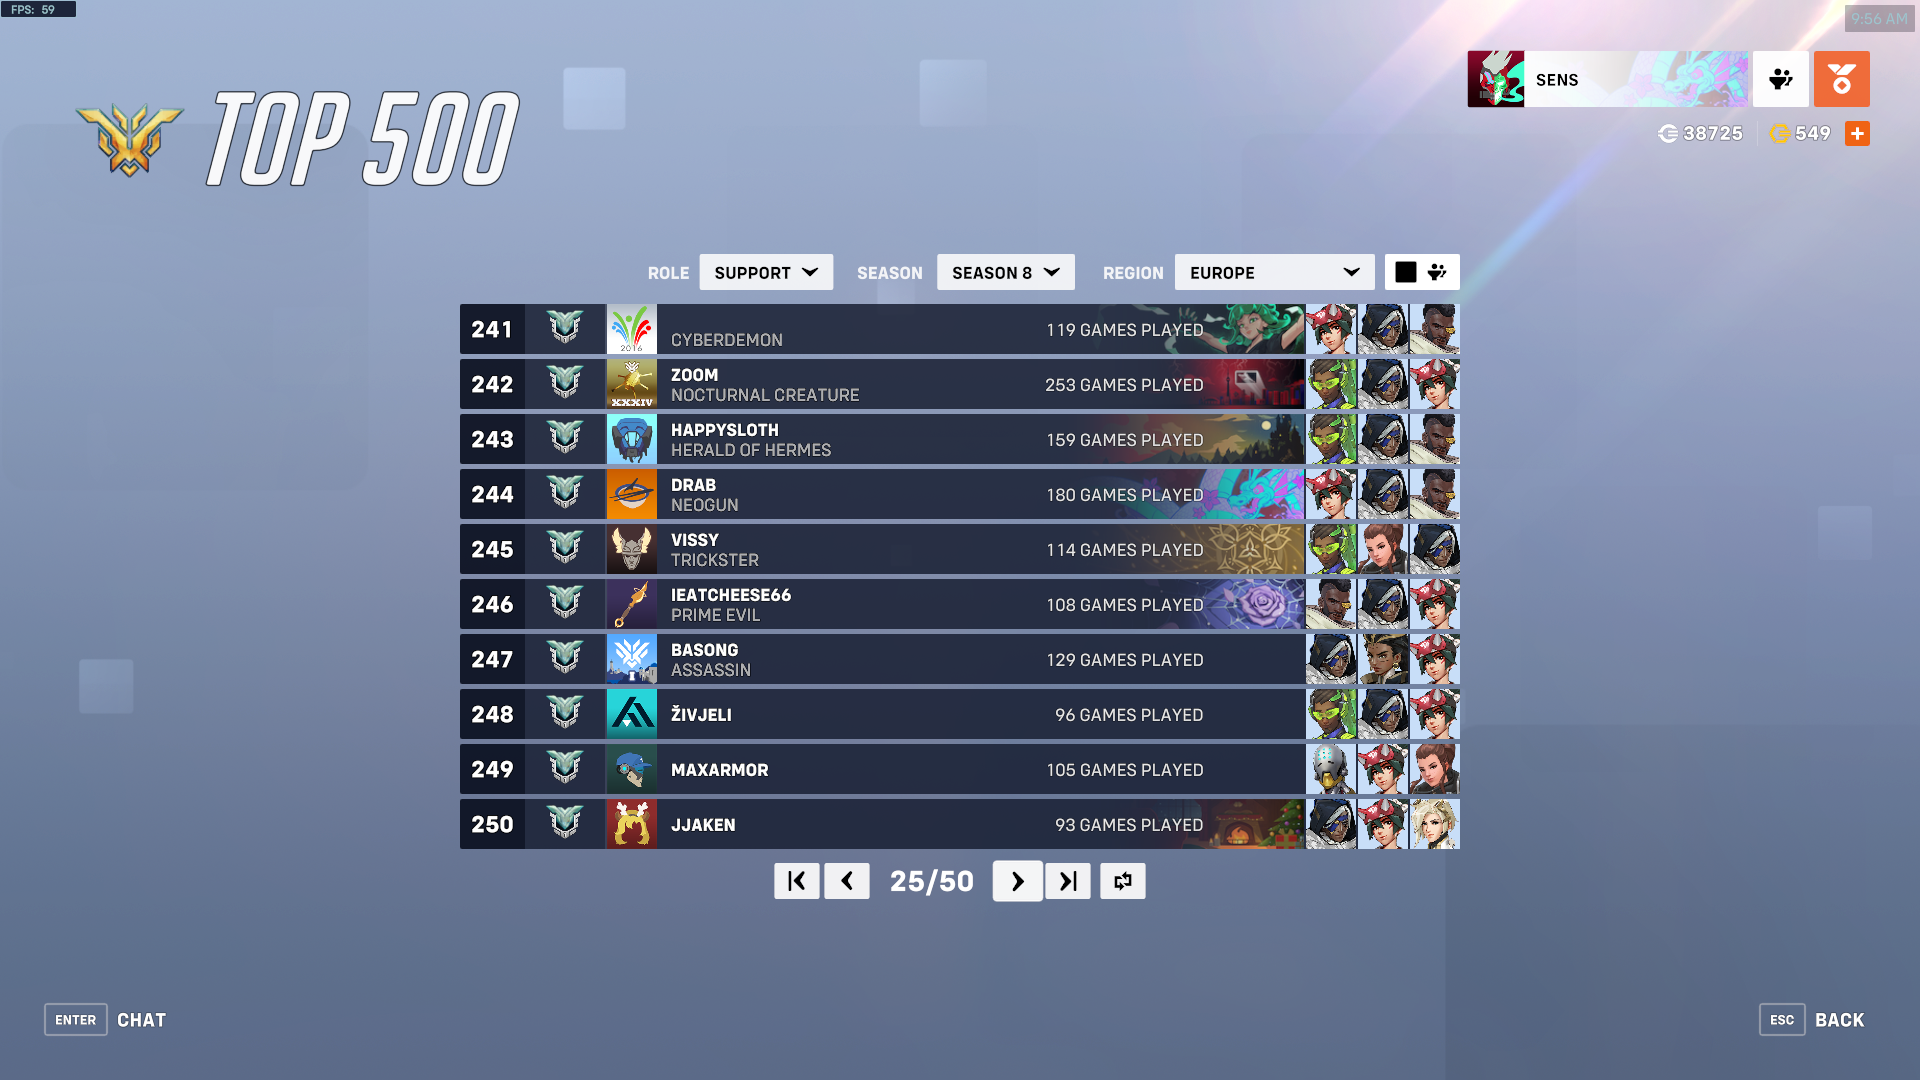 FPS: 59
9:56 AM
TOP 500
SENS
38725
549
ROLE SUPPORT SEASON SEASON 8 REGION EUROPE
241 2016 CYBERDEMON 119 GAMES PLAYED
242 XXXIV ZOOM NOCTURNAL CREATURE 253 GAMES PLAYED
243 HAPPYSLOTH HERALD OF HERMES 159 GAMES PLAYED
244 DRAB NEOGUN 180 GAMES PLAYED
245 VISSY TRICKSTER 114 GAMES PLAYED
246 IEATCHEESE66 PRIME EVIL 108 GAMES PLAYED
247 BASONG ASSASSIN 129 GAMES PLAYED
248 ŽIVJELI 96 GAMES PLAYED
249 MAXARMOR 105 GAMES PLAYED
250 JJAKEN 93 GAMES PLAYED
25/50
ENTER CHAT
ESC BACK